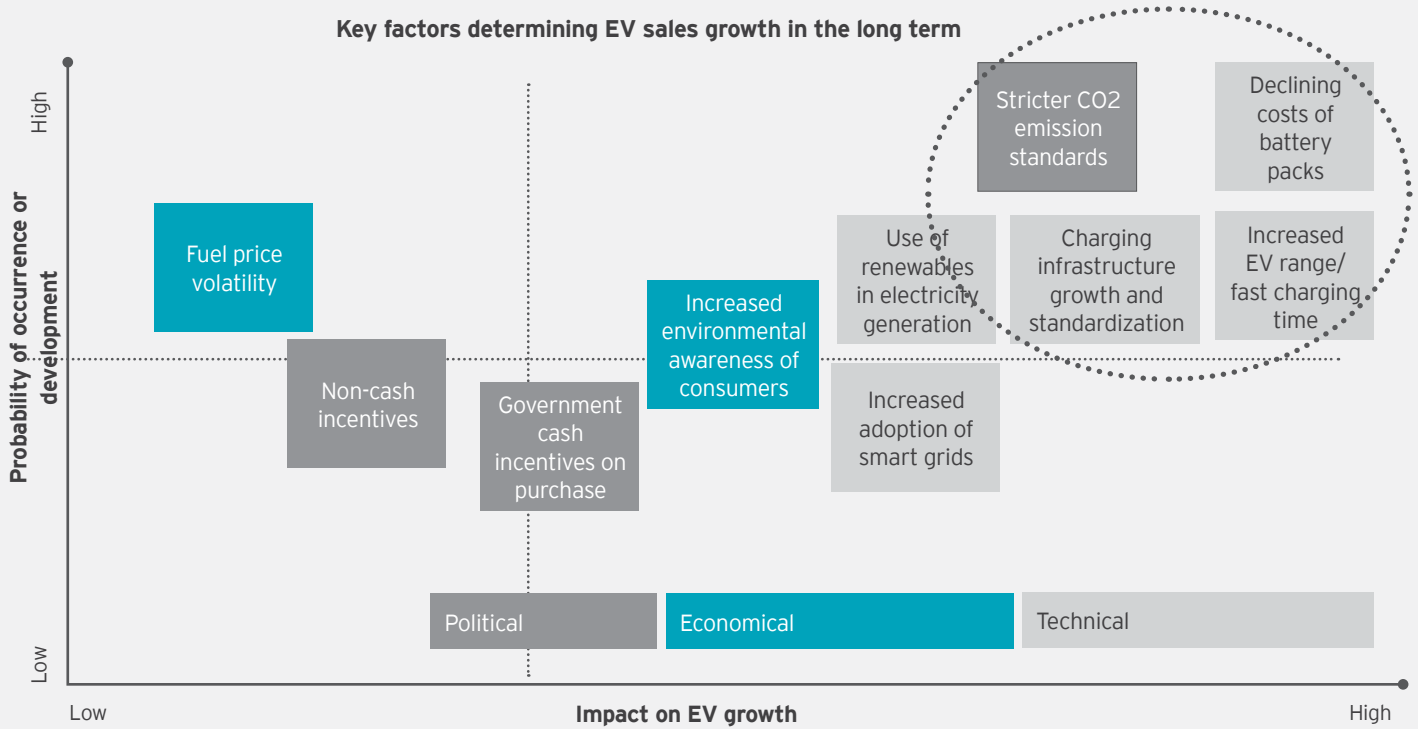 Key factors determining EV sales growth in the long term
High
Probability of occurrence or
development
Low
Stricter CO2
emission
standards
Declining
costs of
battery
packs
Fuel price
volatility
Use of
renewables
in electricity
generation
Charging
infrastructure
growth and
standardization
Increased
EV range/
fast charging
time
Increased
environmental
awareness of
consumers
Non-cash
incentives
Government
cash
incentives on
purchase
Increased
adoption of
smart grids
Political
Economical
Technical
Low
Impact on EV growth
High